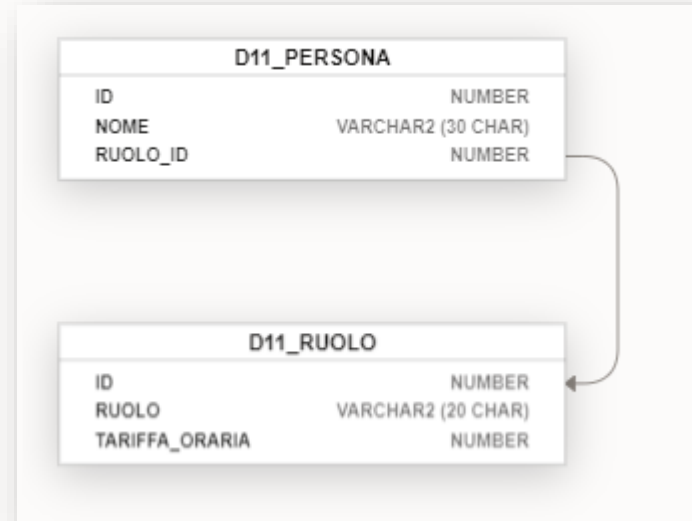 D11_PERSONA
ID NUMBER
NOME VARCHAR2 (30 CHAR)
RUOLO_ID NUMBER
D11_RUOLO
ID NUMBER
RUOLO VARCHAR2 (20 CHAR)
TARIFFA_ORARIA NUMBER